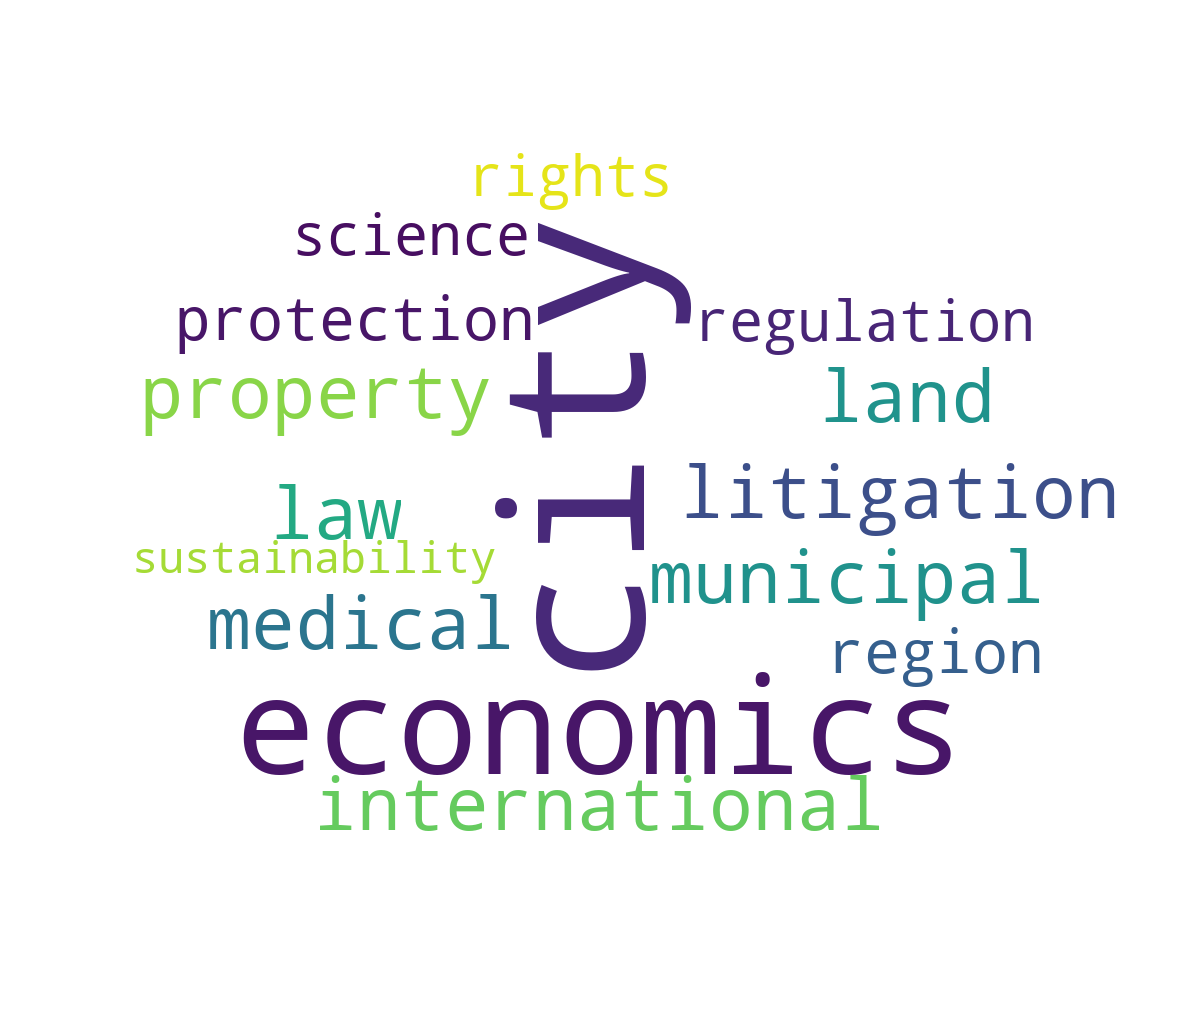 rights
science
city
protection
regulation
property
land
litigation
law
sustainability
municipal
medical
region
economics
international